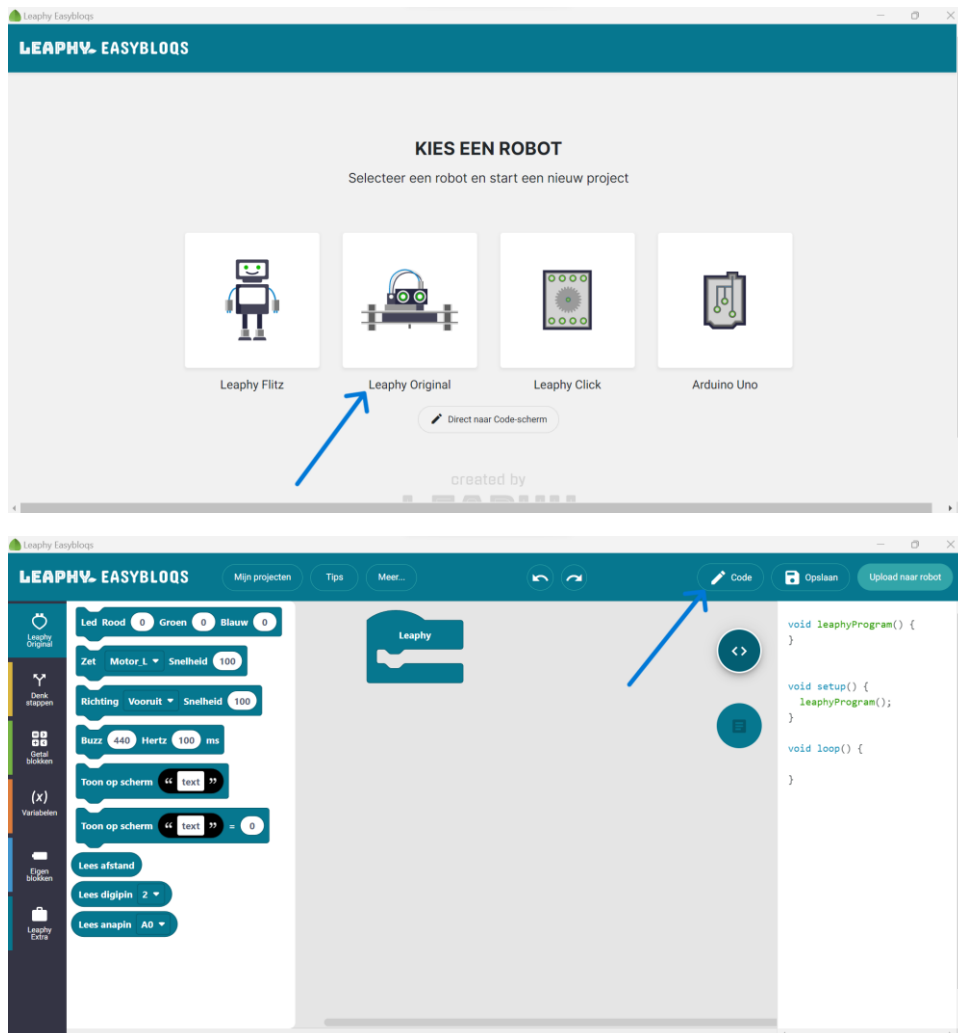 Leaphy Easybloqs
LEAPHY EASYBLOQS
KIES EEN ROBOT
Selecteer een robot en start een nieuw project
Leaphy Flitz
Leaphy Original
Leaphy Click
Arduino Uno
Direct naar Code-scherm
created by
Leaphy Easybloqs
LEAPHY EASYBLOQS
Mijn projecten
Tips
Meer...
Code
Opslaan
Upload naar robot
Leaphy
Original
Denk
stappen
Getal
blokken
(x)
Variabelen
Eigen
blokken
Leaphy
Extra
Led Rood 0 Groen 0 Blauw 0
Zet Motor_L Snelheid 100
Richting Vooruit Snelheid 100
Buzz 440 Hertz 100 ms
Toon op scherm “ text ”
Toon op scherm “ text ” = 0
Lees afstand
Lees digipin 2
Lees anapin A0
Leaphy
<>
void leaphyProgram() {
}
void setup() {
leaphyProgram();
}
void loop() {
}